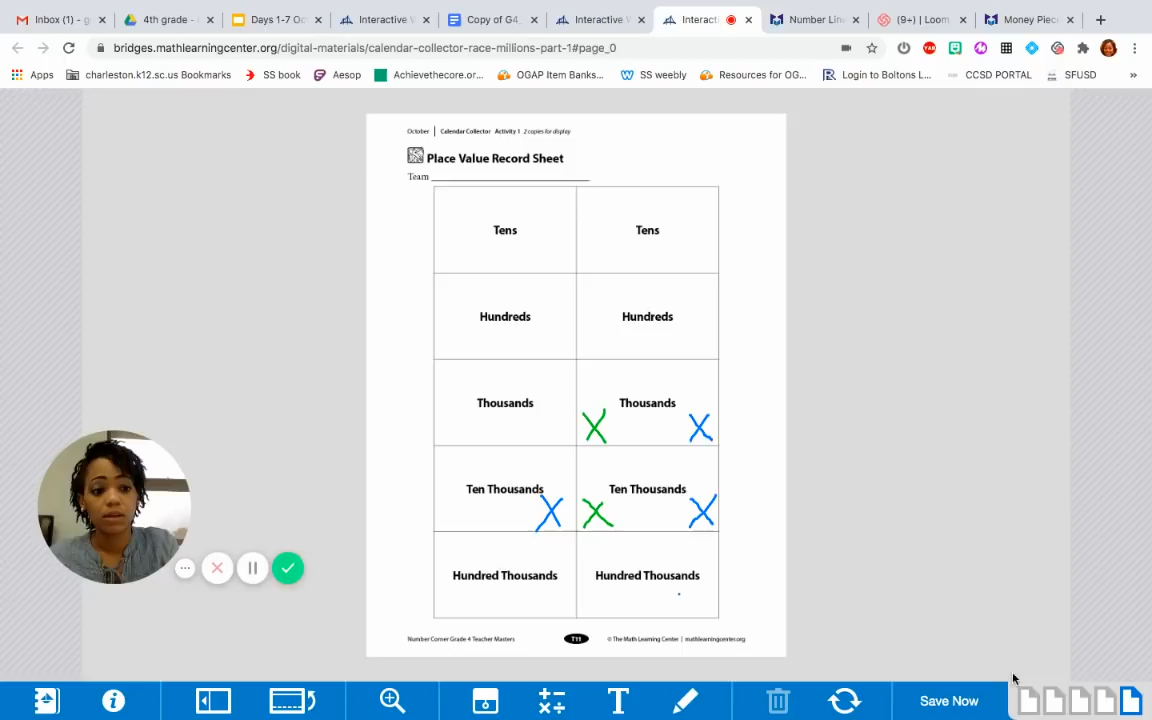 Inbox (1) - g
4th grade -
Days 1-7 Oc
Interactive W
Copy of G4_
Interactive W
Interacti
Number Line
(9+) | Loom
Money Piece
bridges.mathlearningcenter.org/digital-materials/calendar-collector-race-millions-part-1#page_0
Apps
charleston.k12.sc.us Bookmarks
SS book
Aesop
Achievethecore.or...
OGAP Item Banks...
SS weekly
Resources for OG...
Login to Boltons L...
CCSD PORTAL
SFUSD
»
October | Calendar Collector Activity 1 2 copies for display
Place Value Record Sheet
Team
Tens Tens
Hundreds Hundreds
Thousands Thousands
X X
Ten Thousands Ten Thousands
X X X
Hundred Thousands Hundred Thousands
Number Corner Grade 4 Teacher Masters T11 © The Math Learning Center | mathlearningcenter.org
Save Now